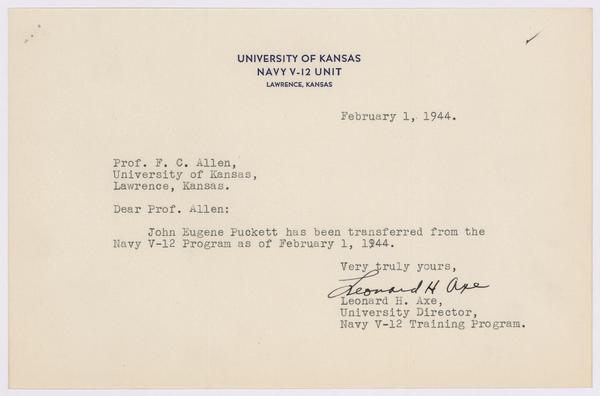 UNIVERSITY OF KANSAS
NAVY V-12 UNIT
LAWRENCE, KANSAS
February 1, 1944.
Prof. F. C. Allen,
University of Kansas,
Lawrence, Kansas.
Dear Prof. Allen:
John Eugene Puckett has been transferred from the
Navy V-12 Program as of February 1, 1944.
Very truly yours,
Leonard H Axe
Leonard H. Axe,
University Director,
Navy V-12 Training Program.